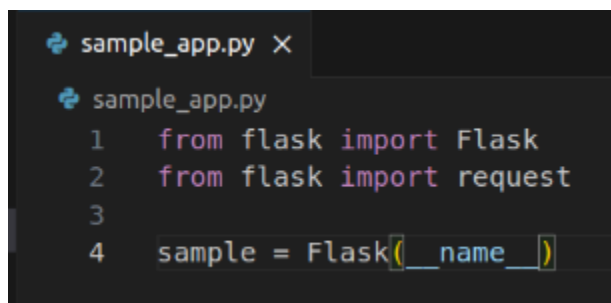 sample_app.py ×
sample_app.py
1 from flask import Flask
2 from flask import request
3
4 sample = Flask(__name__)